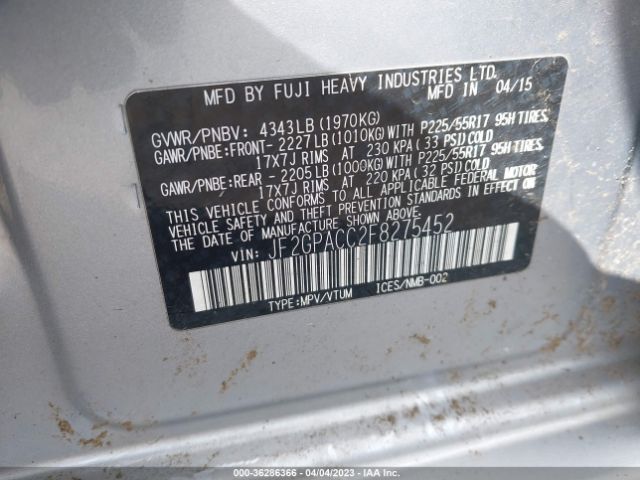 MFD BY FUJI HEAVY INDUSTRIES LTD.
MFD IN 04/15
GVWR/PNBV: 4343LB(1970KG)
GAWR/PNBE:FRONT- 2227LB(1010KG)WITH P225/55R17 95H TIRES
17X7J RIMS AT 230 KPA (33 PSI)COLD
GAWR/PNBE:REAR - 2205LB(1000KG)WITH P225/55R17 95H TIRES
17X7J RIMS AT 220 KPA (32 PSI)COLD
THIS VEHICLE CONFORMS TO ALL APPLICABLE FEDERAL MOTOR
VEHICLE SAFETY AND THEFT PREVENTION STANDARDS IN EFFECT
ON THE DATE OF MANUFACTURE SHOWN ABOVE.
VIN: JF2GPACC2F8275452
TYPE:MPV/VTUM ICES/NMB-002
000-36286366 - 04/04/2023 - IAA Inc.